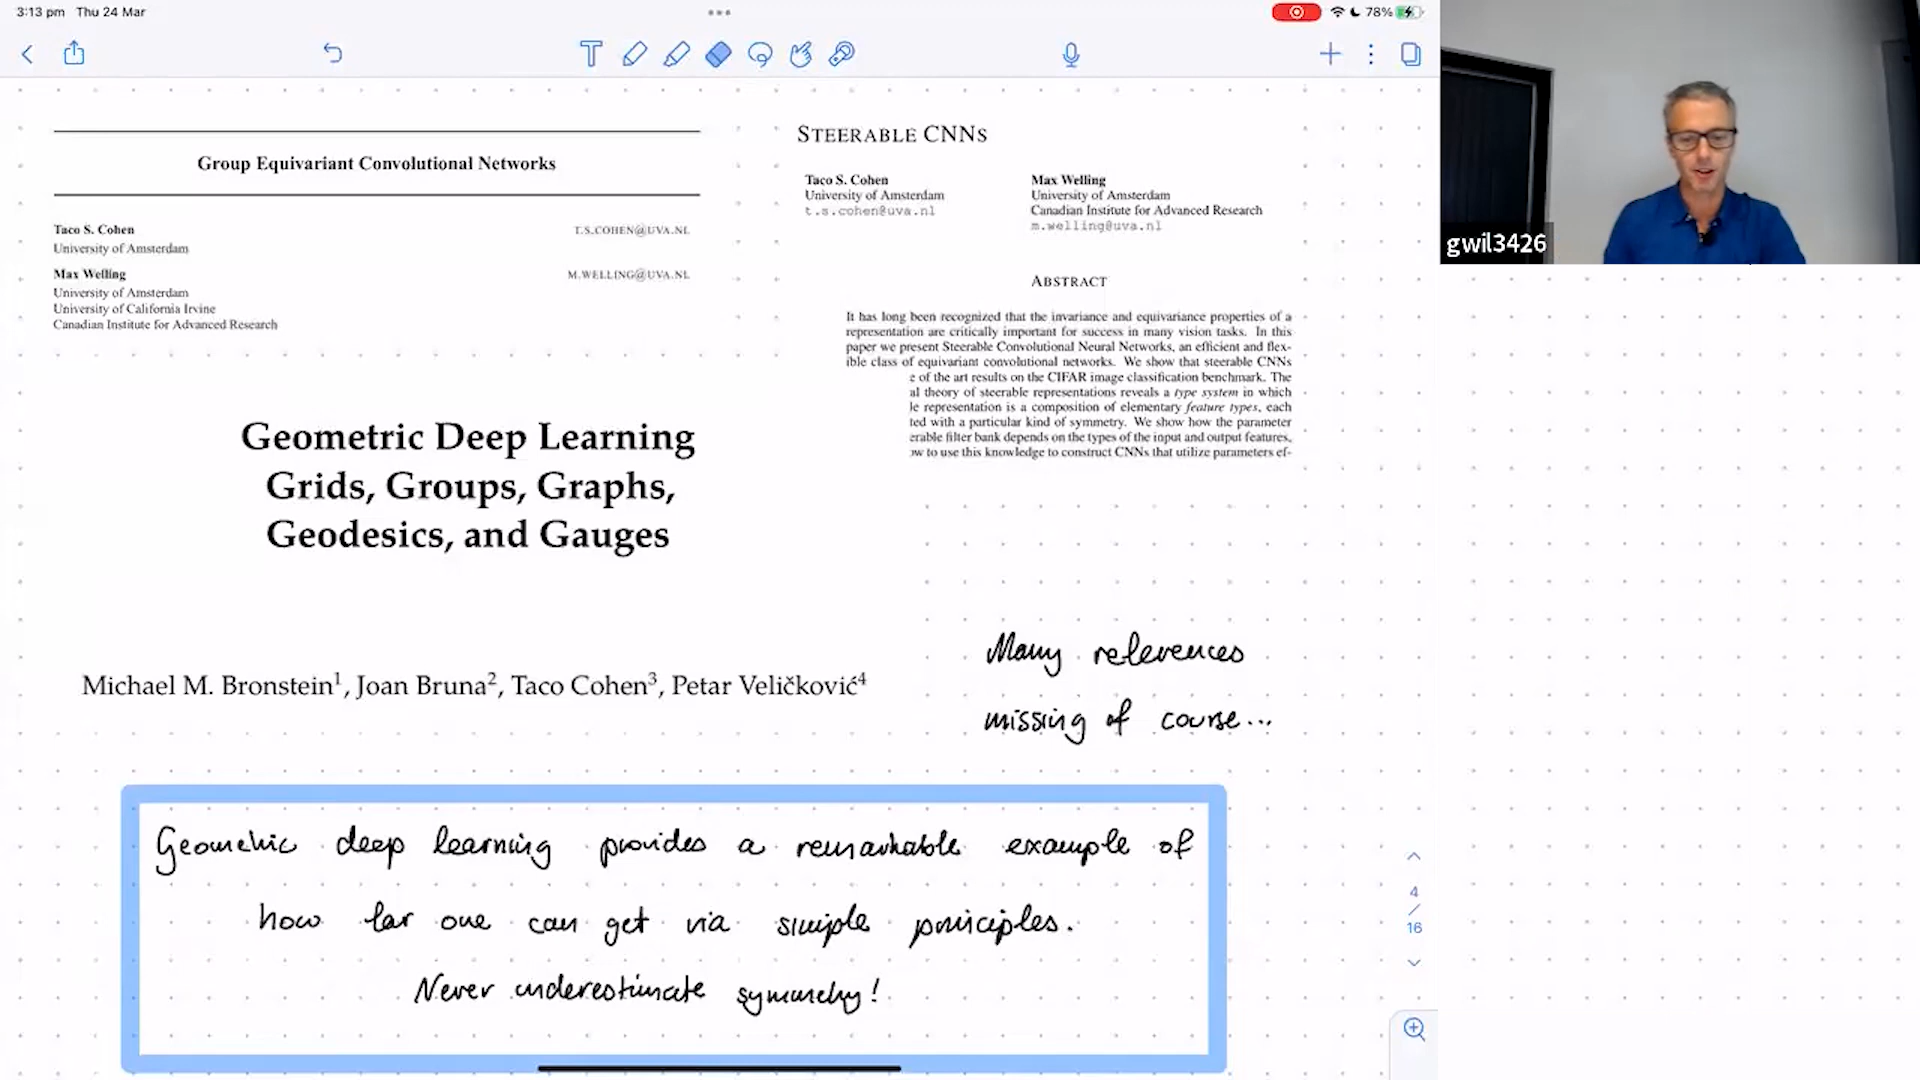 3:13 pm Thu 24 Mar
78%
Group Equivariant Convolutional Networks
Taco S. Cohen T.S.COHEN@UVA.NL
University of Amsterdam
Max Welling M.WELLING@UVA.NL
University of Amsterdam
University of California Irvine
Canadian Institute for Advanced Research
STEERABLE CNNS
Taco S. Cohen
University of Amsterdam
t.s.cohen@uva.nl
Max Welling
University of Amsterdam
Canadian Institute for Advanced Research
m.welling@uva.nl
ABSTRACT
It has long been recognized that the invariance and equivariance properties of a
representation are critically important for success in many vision tasks. In this
paper we present Steerable Convolutional Neural Networks, an efficient and flex-
ible class of equivariant convolutional networks. We show that steerable CNNs
e of the art results on the CIFAR image classification benchmark. The
al theory of steerable representations reveals a type system in which
le representation is a composition of elementary feature types, each
ted with a particular kind of symmetry. We show how the parameter
erable filter bank depends on the types of the input and output features,
ow to use this knowledge to construct CNNs that utilize parameters ef-
Geometric Deep Learning
Grids, Groups, Graphs,
Geodesics, and Gauges
Michael M. Bronstein1, Joan Bruna2, Taco Cohen3, Petar Veličković4
Many references
missing of course...
Geometric deep learning provides a remarkable example of
how far one can get via simple principles.
Never underestimate symmetry!
4
/
16
gwil3426